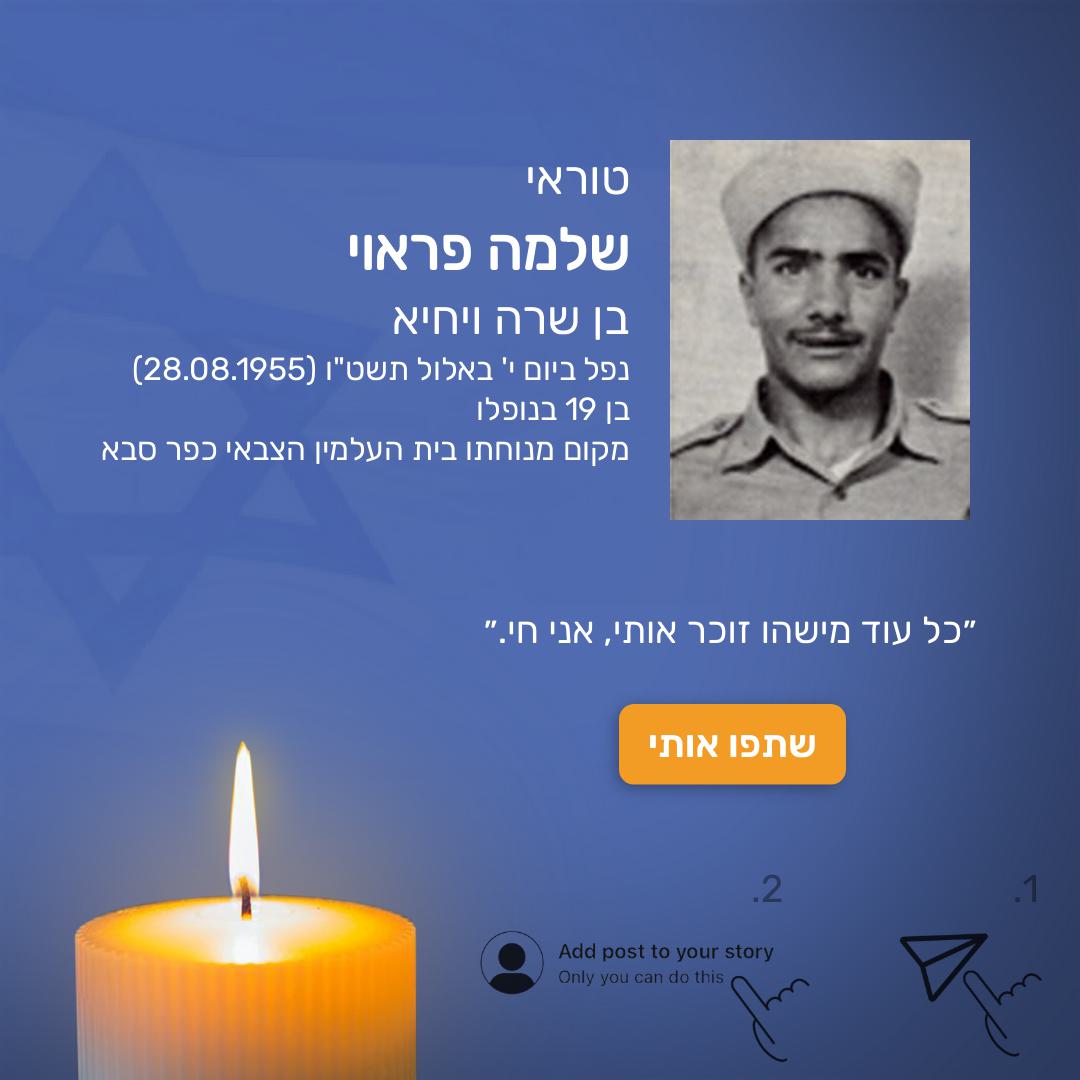 טוראי
שלמה פראוי
בן שרה ויחיא
נפל ביום י' באלול תשט"ו (28.08.1955)
בן 19 בנופלו
מקום מנוחתו בית העלמין הצבאי כפר סבא
״כל עוד מישהו זוכר אותי, אני חי.״
שתפו אותי
1.
2.
Add post to your story
Only you can do this